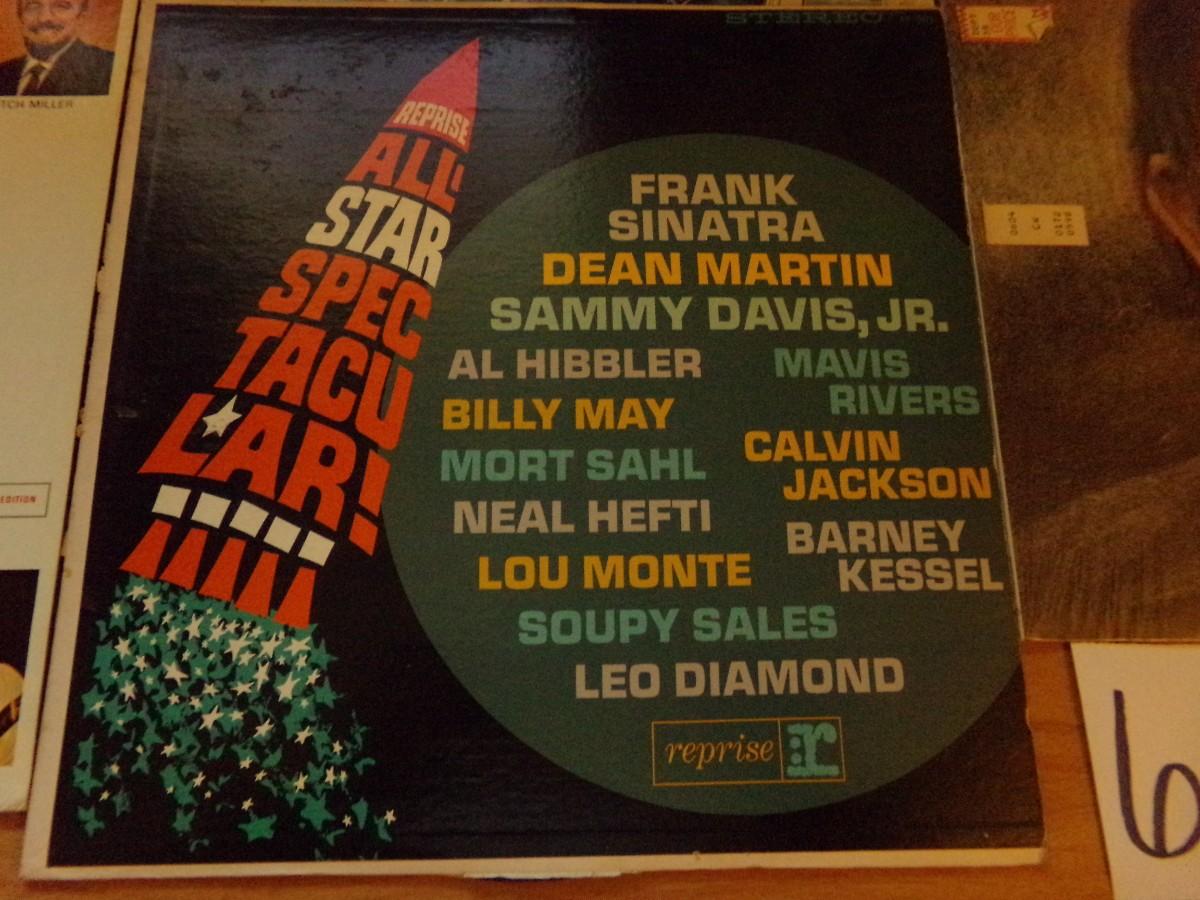 TCH MILLER
EDITION
STEREO
REPRISE
ALL
STAR
SPEC
TACU
LAR!
FRANK
SINATRA
DEAN MARTIN
SAMMY DAVIS, JR.
AL HIBBLER
BILLY MAY
MORT SAHL
NEAL HEFTI
LOU MONTE
MAVIS
RIVERS
CALVIN
JACKSON
BARNEY
KESSEL
SOUPY SALES
LEO DIAMOND
reprise r
6